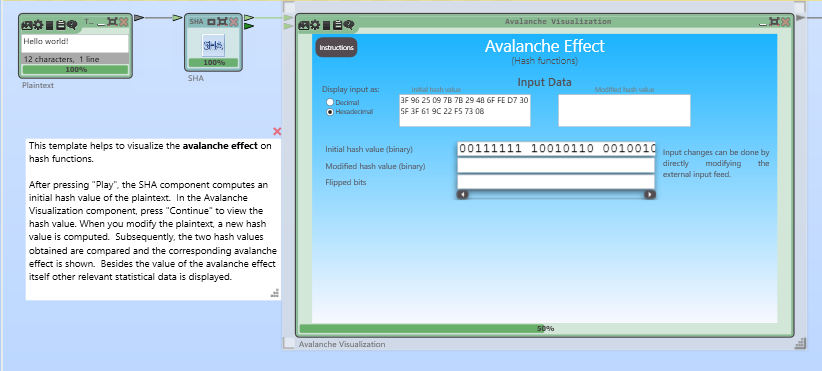 T...
Hello world!
12 characters, 1 line
100%
Plaintext
SHA
SHA
100%
SHA
This template helps to visualize the avalanche effect on
hash functions.
After pressing "Play", the SHA component computes an
initial hash value of the plaintext. In the Avalanche
Visualization component, press "Continue" to view the
hash value. When you modify the plaintext, a new hash
value is computed. Subsequently, the two hash values
obtained are compared and the corresponding avalanche
effect is shown. Besides the value of the avalanche effect
itself other relevant statistical data is displayed.
Avalanche Visualization
Instructions
Avalanche Effect
(Hash functions)
Input Data
Display input as:
Decimal
Hexadecimal
Initial hash value
Modified hash value
3F 96 25 09 7B 7B 29 48 6F FE D7 30
5F 3F 61 9C 22 F5 73 08
Initial hash value (binary)
00111111 10010110 0010010
Modified hash value (binary)
Flipped bits
Input changes can be done by
directly modifying the
external input feed.
50%
Avalanche Visualization